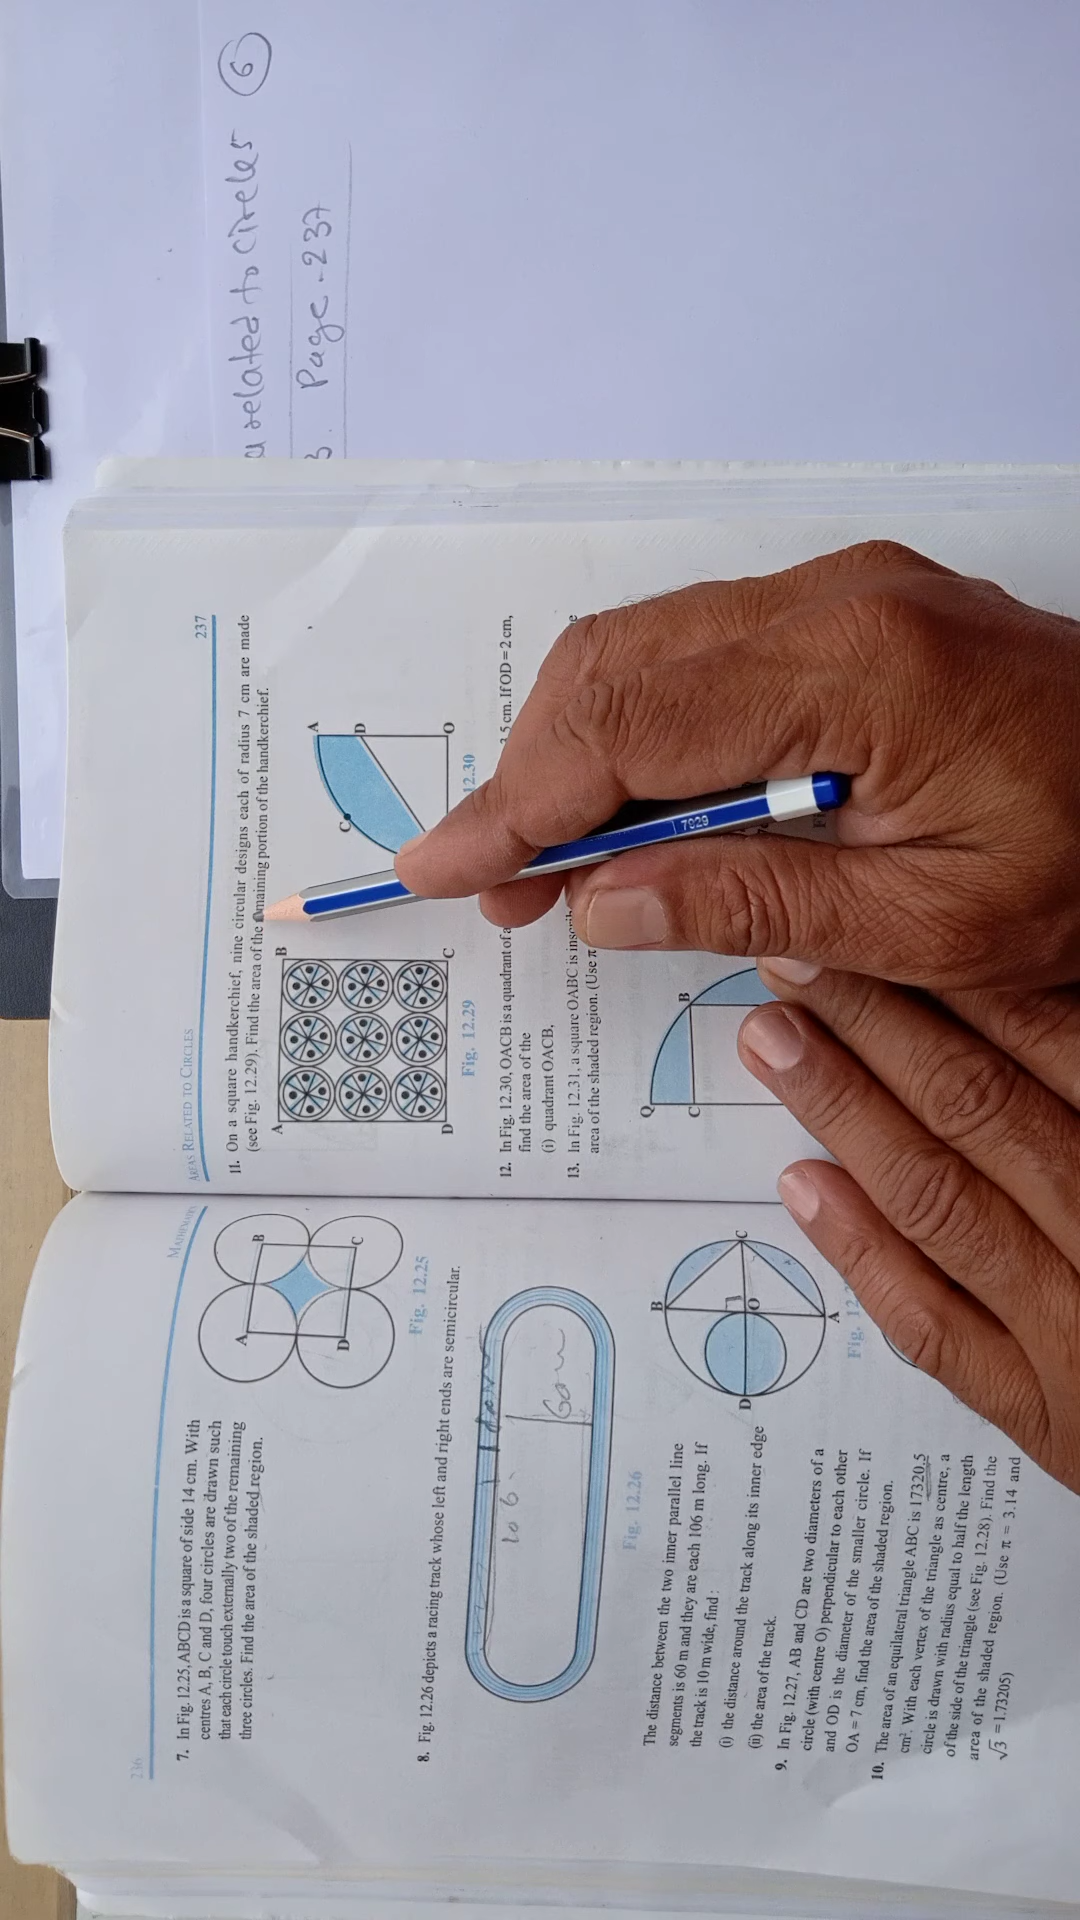 236
MATHEMATICS
7. In Fig. 12.25, ABCD is a square of side 14 cm. With
centres A, B, C and D, four circles are drawn such
that each circle touch externally two of the remaining
three circles. Find the area of the shaded region.
A
B
D
C
Fig. 12.25
8. Fig. 12.26 depicts a racing track whose left and right ends are semicircular.
106
60m
Fig. 12.26
The distance between the two inner parallel line
segments is 60 m and they are each 106 m long. If
the track is 10 m wide, find :
(i) the distance around the track along its inner edge
(ii) the area of the track.
9. In Fig. 12.27, AB and CD are two diameters of a
circle (with centre O) perpendicular to each other
and OD is the diameter of the smaller circle. If
OA = 7 cm, find the area of the shaded region.
B
C
D
O
A
Fig. 12.2
10. The area of an equilateral triangle ABC is 17320.5
cm². With each vertex of the triangle as centre, a
circle is drawn with radius equal to half the length
of the side of the triangle (see Fig. 12.28). Find the
area of the shaded region. (Use π = 3.14 and
√3 = 1.73205)
AREAS RELATED TO CIRCLES
237
11. On a square handkerchief, nine circular designs each of radius 7 cm are made
(see Fig. 12.29). Find the area of the remaining portion of the handkerchief.
A
B
D
C
Fig. 12.29
A
C
D
O
12.30
12. In Fig. 12.30, OACB is a quadrant of a 3.5 cm. If OD = 2 cm,
find the area of the
(i) quadrant OACB,
13. In Fig. 12.31, a square OABC is
area of the shaded region. (Use π
Q
B
C
7929
related to circles 6
3. Page - 237